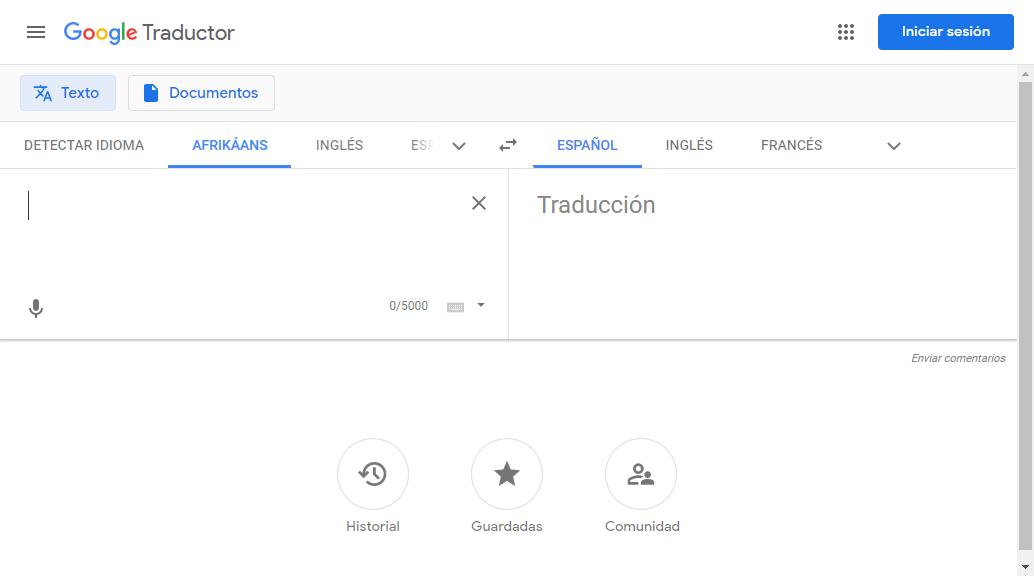 Google Traductor
Iniciar sesión
Texto
Documentos
DETECTAR IDIOMA
AFRIKÁANS
INGLÉS
ESP
ESPAÑOL
INGLÉS
FRANCÉS
Traducción
0/5000
Enviar comentarios
Historial
Guardadas
Comunidad